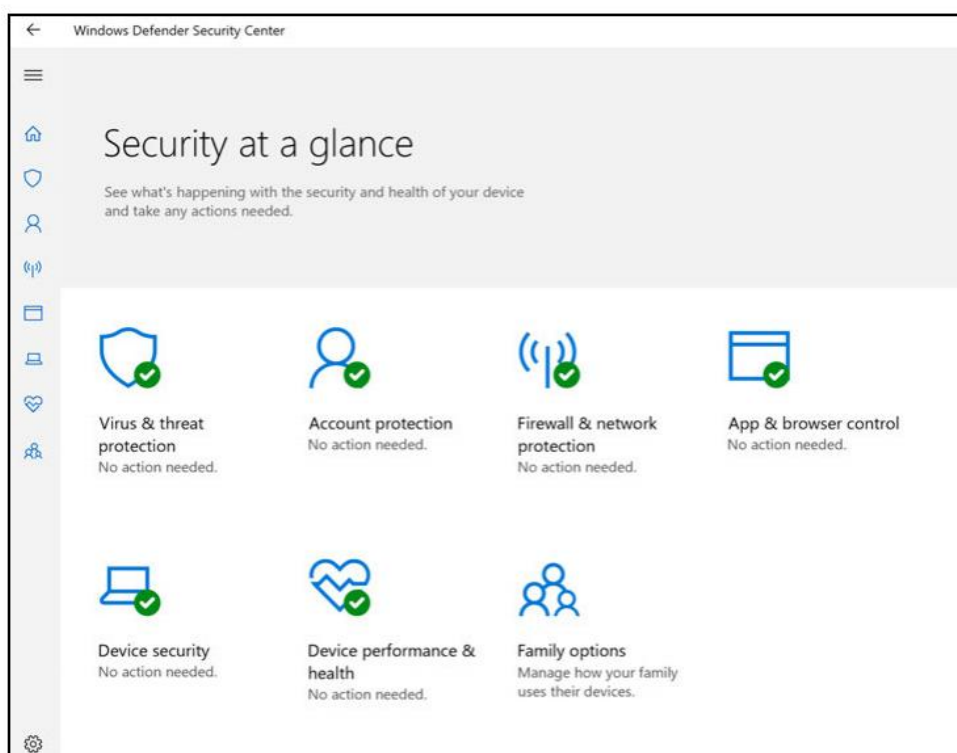 Windows Defender Security Center
Security at a glance
See what's happening with the security and health of your device
and take any actions needed.
Virus & threat
protection
No action needed.
Account protection
No action needed.
Firewall & network
protection
No action needed.
App & browser control
No action needed.
Device security
No action needed.
Device performance &
health
No action needed.
Family options
Manage how your family
uses their devices.